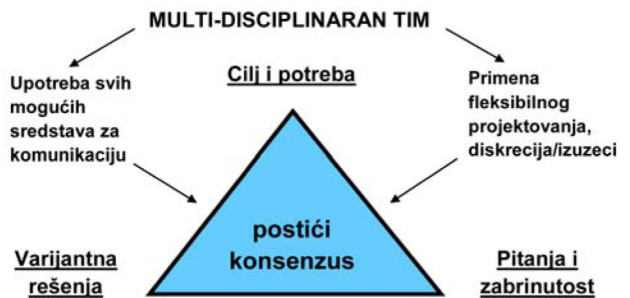 MULTI-DISCIPLINARAN TIM
Cilj i potreba
Upotreba svih
mogućih
sredstava za
komunikaciju
Primena
fleksibilnog
projektovanja,
diskrecija/izuzeci
postići
konsenzus
Varijantna
rešenja
Pitanja i
zabrinutost